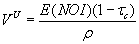 V^U = E(NOI)(1 − τ_c) / ρ